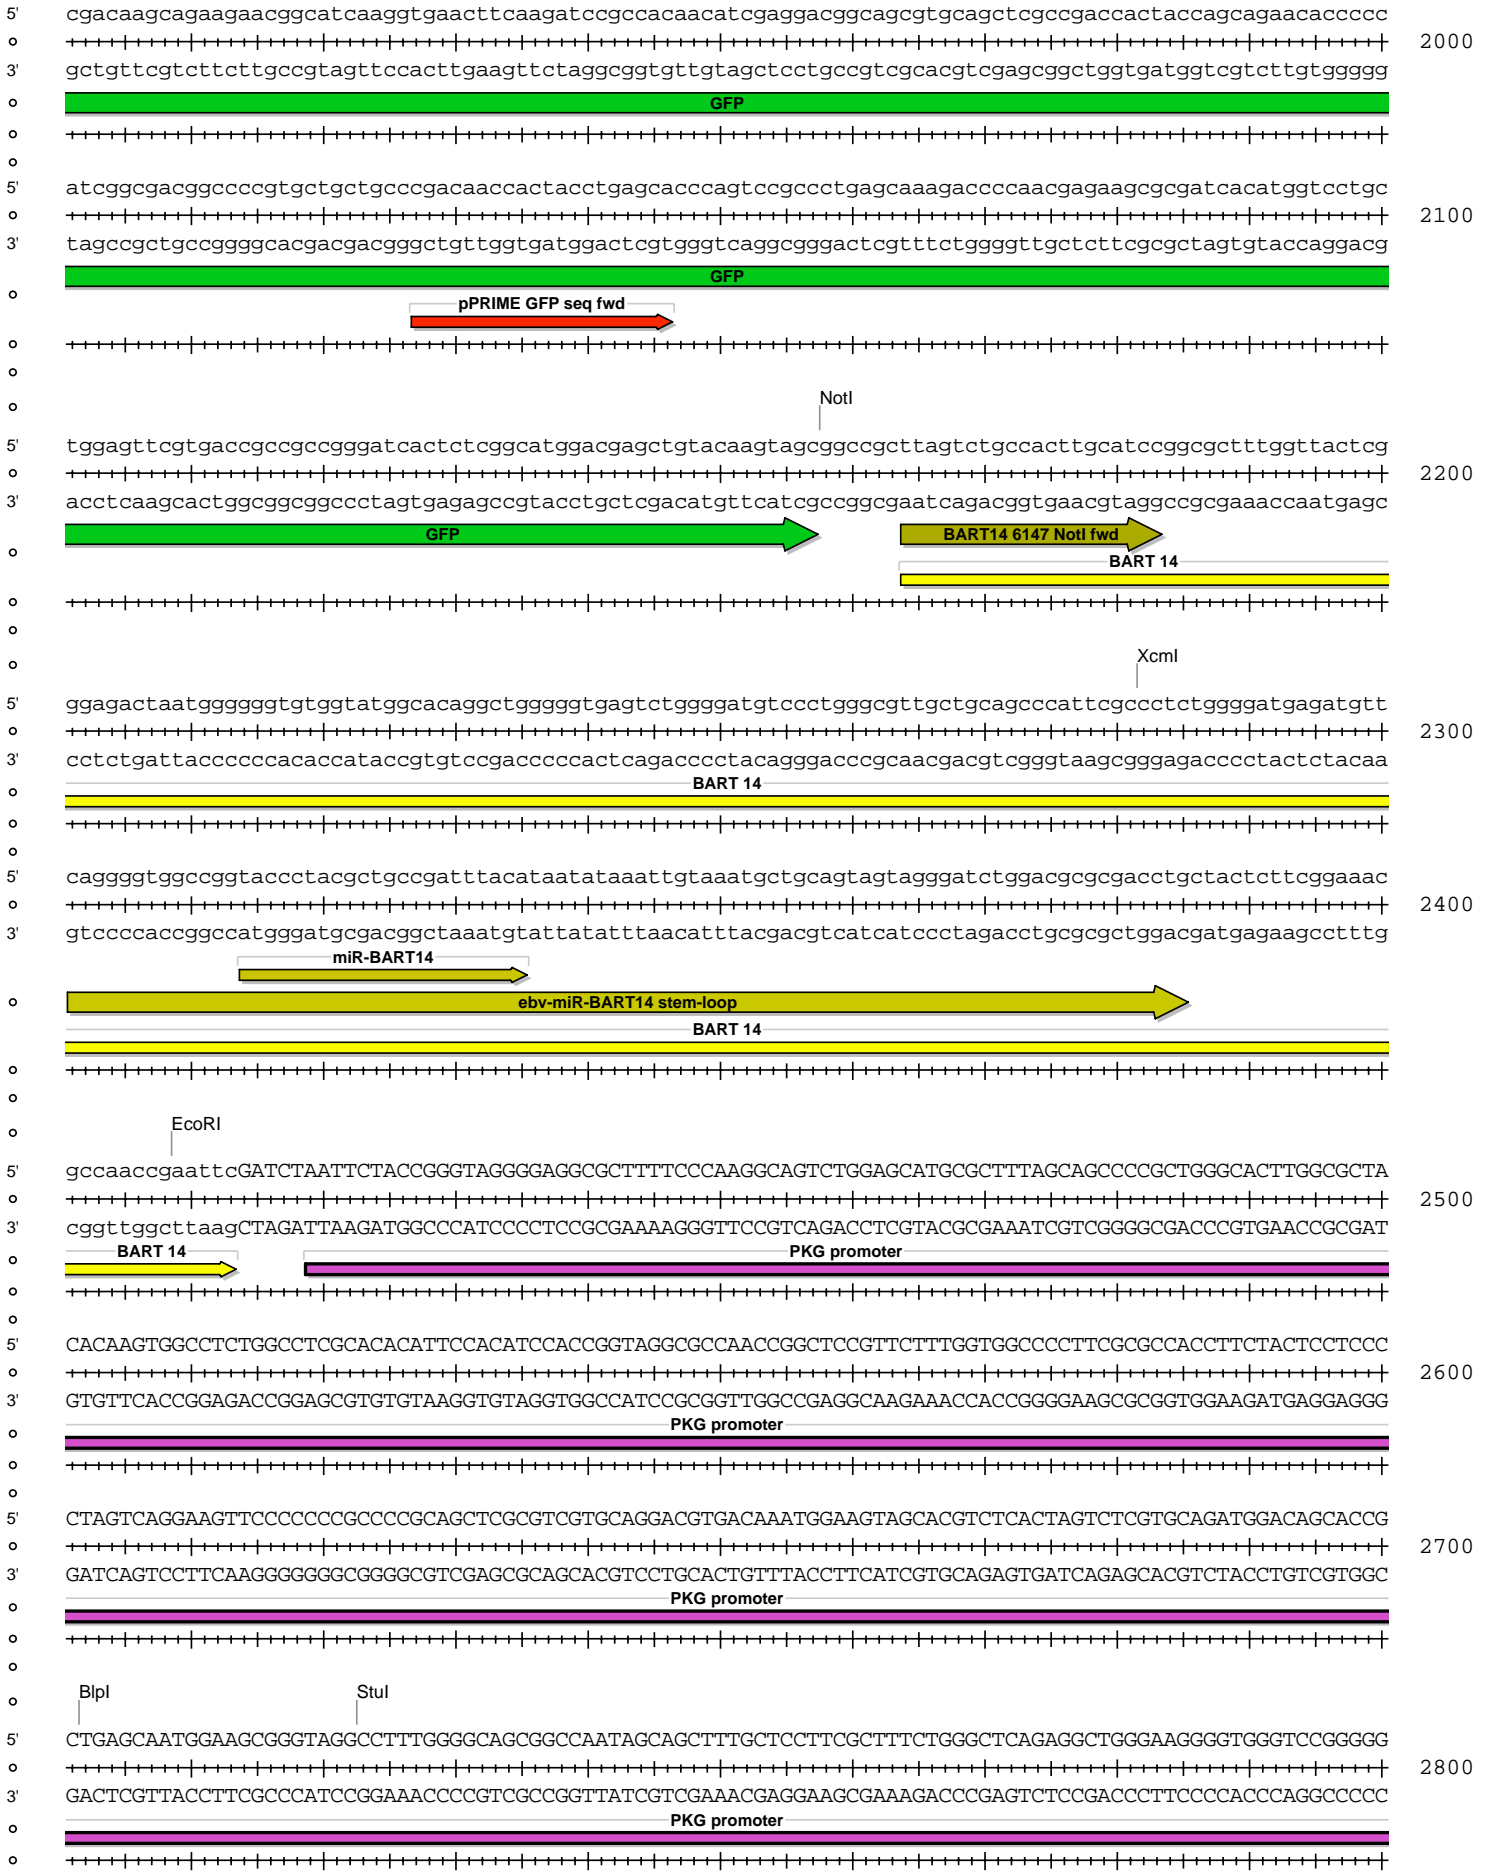 5' cgacaagcagaagaacggcatcaaggtgaacttcaagatccgccacaacatcgaggacggcagcgtgcagctcgccgaccactaccagcagaacaccccc
2000
3' gctgttcgtcttcttgccgtagttccacttgaagttctaggcggtgttgtagctcctgccgtcgcacgtcgagcggctggtgatggtcgtcttgtggggg
GFP
5' atcggcgacggccccgtgctgctgcccgacaaccactacctgagcacccagtccgccctgagcaaagaccccaacgagaagcgcgatcacatggtcctgc
2100
3' tagccgctgccggggcacgacgacgggctgttggtgatggactcgtgggtcaggcgggactcgtttctggggttgctcttcgcgctagtgtaccaggacg
GFP
pPRIME GFP seq fwd
NotI
5' tggagttcgtgaccgccgccgggatcactctcggcatggacgagctgtacaagtagcggccgcttagtctgccacttgcatccggcgctttggttactcg
2200
3' acctcaagcactggcggcggccctagtgagagccgtacctgctcgacatgttcatcgccggcgaatcagacggtgaacgtaggccgcgaaaccaatgagc
GFP
BART14 6147 NotI fwd
BART 14
XcmI
5' ggagactaatggggggtgtggtatggcacaggctgggggtgagtctggggatgtccctgggcgttgctgcagcccattcgccctctggggatgagatgtt
2300
3' cctctgattaccccccacaccataccgtgtccgacccccactcagacccctacagggacccgcaacgacgtcgggtaagcgggagacccctactctacaa
BART 14
5' caggggtggccggtaccctacgctgccgatttacataatataaattgtaaatgctgcagtagtagggatctggacgcgcgacctgctactcttcggaaac
2400
3' gtccccaccggccatgggatgcgacggctaaatgtattatatttaacatttacgacgtcatcatccctagacctgcgcgctggacgatgagaagcctttg
miR-BART14
ebv-miR-BART14 stem-loop
BART 14
EcoRI
5' gccaaccgaattcGATCTAATTCTACCGGGTAGGGGAGGCGCTTTTCCCAAGGCAGTCTGGAGCATGCGCTTTAGCAGCCCCGCTGGGCACTTGGCGCTA
2500
3' cggttggcttaagCTAGATTAAGATGGCCCATCCCCTCCGCGAAAAGGGTTCCGTCAGACCTCGTACGCGAAATCGTCGGGGCGACCCGTGAACCGCGAT
BART 14
PKG promoter
5' CACAAGTGGCCTCTGGCCTCGCACACATTCCACATCCACCGGTAGGCGCCAACCGGCTCCGTTCTTTGGTGGCCCCTTCGCGCCACCTTCTACTCCTCCC
2600
3' GTGTTCACCGGAGACCGGAGCGTGTGTAAGGTGTAGGTGGCCATCCGCGGTTGGCCGAGGCAAGAAACCACCGGGGAAGCGCGGTGGAAGATGAGGAGGG
PKG promoter
5' CTAGTCAGGAAGTTCCCCCCCGCCCCGCAGCTCGCGTCGTGCAGGACGTGACAAATGGAAGTAGCACGTCTCACTAGTCTCGTGCAGATGGACAGCACCG
2700
3' GATCAGTCCTTCAAGGGGGGGCGGGGCGTCGAGCGCAGCACGTCCTGCACTGTTTACCTTCATCGTGCAGAGTGATCAGAGCACGTCTACCTGTCGTGGC
PKG promoter
BlpI
StuI
5' CTGAGCAATGGAAGCGGGTAGGCCTTTGGGGCAGCGGCCAATAGCAGCTTTGCTCCTTCGCTTTCTGGGCTCAGAGGCTGGGAAGGGGTGGGTCCGGGGG
2800
3' GACTCGTTACCTTCGCCCATCCGGAAACCCCGTCGCCGGTTATCGTCGAAACGAGGAAGCGAAAGACCCGAGTCTCCGACCCTTCCCCACCCAGGCCCCC
PKG promoter